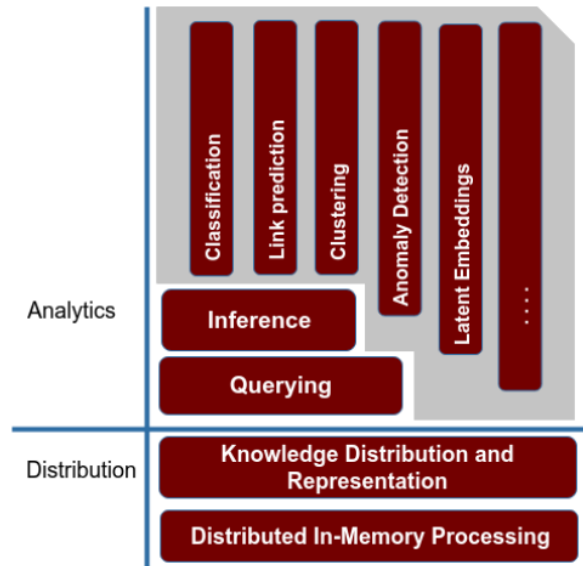 Classification
Link prediction
Clustering
Anomaly Detection
Latent Embeddings
....
Analytics
Inference
Querying
Distribution
Knowledge Distribution and
Representation
Distributed In-Memory Processing